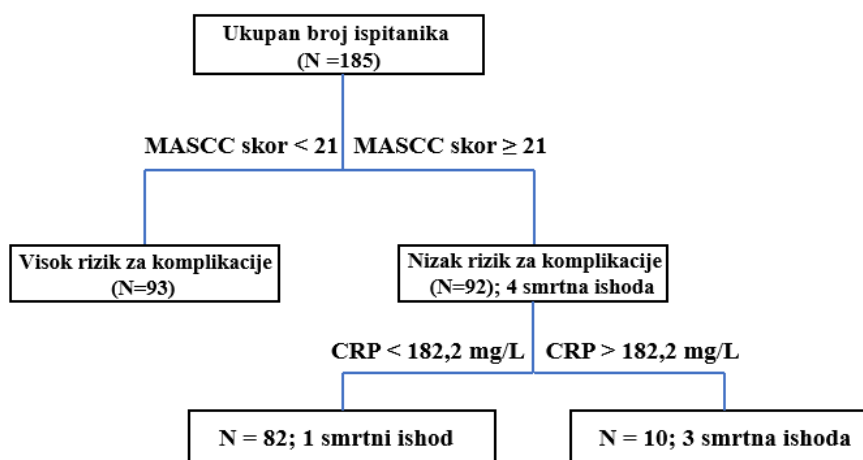 Ukupan broj ispitanika
(N =185)
MASCC skor < 21
MASCC skor ≥ 21
Visok rizik za komplikacije
(N=93)
Nizak rizik za komplikacije
(N=92); 4 smrtna ishoda
CRP < 182,2 mg/L
CRP > 182,2 mg/L
N = 82; 1 smrtni ishod
N = 10; 3 smrtna ishoda